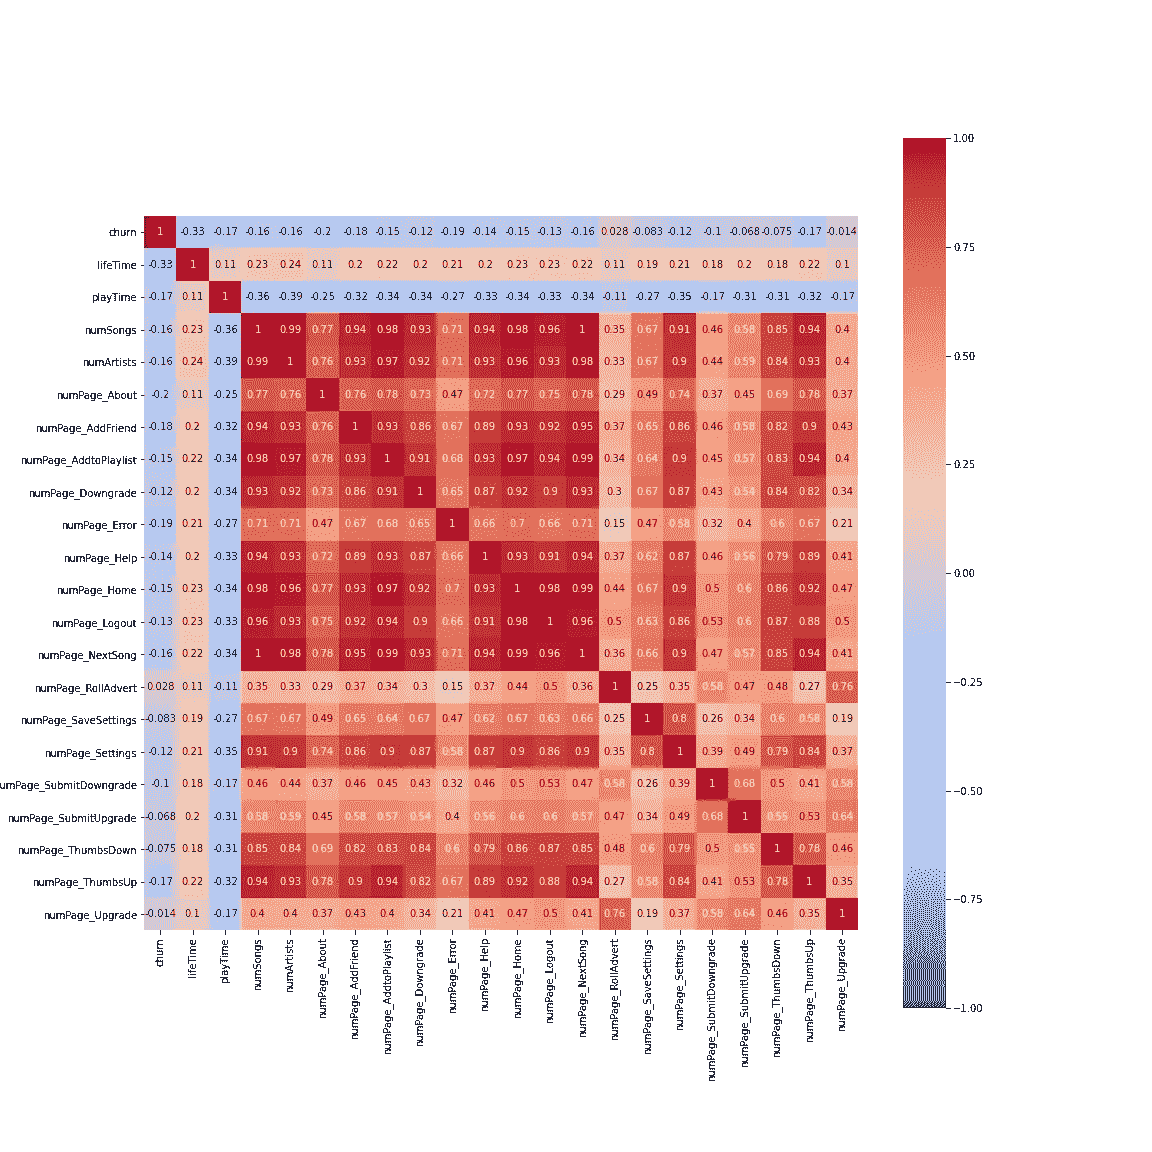 1.00
churn 1 -0.33 -0.17 -0.16 -0.16 -0.2 -0.18 -0.15 -0.12 -0.19 -0.14 -0.15 -0.13 -0.16 0.028 -0.083 -0.12 -0.1 -0.068 -0.075 -0.17 -0.014
0.75
lifeTime -0.33 1 0.11 0.23 0.24 0.11 0.2 0.22 0.2 0.21 0.2 0.23 0.23 0.22 0.11 0.19 0.21 0.18 0.2 0.18 0.22 0.1
playTime -0.17 0.11 1 -0.36 -0.39 -0.25 -0.32 -0.34 -0.34 -0.27 -0.33 -0.34 -0.33 -0.34 -0.11 -0.27 -0.35 -0.17 -0.31 -0.31 -0.32 -0.17
numSongs -0.16 0.23 -0.36 1 0.99 0.77 0.94 0.98 0.93 0.71 0.94 0.98 0.96 1 0.35 0.67 0.91 0.46 0.58 0.85 0.94 0.4
0.50
numArtists -0.16 0.24 -0.39 0.99 1 0.76 0.93 0.97 0.92 0.71 0.93 0.96 0.93 0.98 0.33 0.67 0.9 0.44 0.59 0.84 0.93 0.4
numPage_About -0.2 0.11 -0.25 0.77 0.76 1 0.76 0.78 0.73 0.47 0.72 0.77 0.75 0.78 0.29 0.49 0.74 0.37 0.45 0.69 0.78 0.37
numPage_AddFriend -0.18 0.2 -0.32 0.94 0.93 0.76 1 0.93 0.86 0.67 0.89 0.93 0.92 0.95 0.37 0.65 0.86 0.46 0.58 0.82 0.9 0.43
numPage_AddtoPlaylist -0.15 0.22 -0.34 0.98 0.97 0.78 0.93 1 0.91 0.68 0.93 0.97 0.94 0.99 0.34 0.64 0.9 0.45 0.57 0.83 0.94 0.4
0.25
numPage_Downgrade -0.12 0.2 -0.34 0.93 0.92 0.73 0.86 0.91 1 0.65 0.87 0.92 0.9 0.93 0.3 0.67 0.87 0.43 0.54 0.84 0.82 0.34
numPage_Error -0.19 0.21 -0.27 0.71 0.71 0.47 0.67 0.68 0.65 1 0.66 0.7 0.66 0.71 0.15 0.47 0.58 0.32 0.4 0.6 0.67 0.21
numPage_Help -0.14 0.2 -0.33 0.94 0.93 0.72 0.89 0.93 0.87 0.66 1 0.93 0.91 0.94 0.37 0.62 0.87 0.46 0.56 0.79 0.89 0.41
0.00
numPage_Home -0.15 0.23 -0.34 0.98 0.96 0.77 0.93 0.97 0.92 0.7 0.93 1 0.98 0.99 0.44 0.67 0.9 0.5 0.6 0.86 0.92 0.47
numPage_Logout -0.13 0.23 -0.33 0.96 0.93 0.75 0.92 0.94 0.9 0.66 0.91 0.98 1 0.96 0.5 0.63 0.86 0.53 0.6 0.87 0.88 0.5
numPage_NextSong -0.16 0.22 -0.34 1 0.98 0.78 0.95 0.99 0.93 0.71 0.94 0.99 0.96 1 0.36 0.66 0.9 0.47 0.57 0.85 0.94 0.41
-0.25
numPage_RollAdvert 0.028 0.11 -0.11 0.35 0.33 0.29 0.37 0.34 0.3 0.15 0.37 0.44 0.5 0.36 1 0.25 0.35 0.58 0.47 0.48 0.27 0.76
numPage_SaveSettings -0.083 0.19 -0.27 0.67 0.67 0.49 0.65 0.64 0.67 0.47 0.62 0.67 0.63 0.66 0.25 1 0.8 0.26 0.34 0.6 0.58 0.19
numPage_Settings -0.12 0.21 -0.35 0.91 0.9 0.74 0.86 0.9 0.87 0.58 0.87 0.9 0.86 0.9 0.35 0.8 1 0.39 0.49 0.79 0.84 0.37
umPage_SubmitDowngrade -0.1 0.18 -0.17 0.46 0.44 0.37 0.46 0.45 0.43 0.32 0.46 0.5 0.53 0.47 0.58 0.26 0.39 1 0.68 0.5 0.41 0.58
-0.50
numPage_SubmitUpgrade -0.068 0.2 -0.31 0.58 0.59 0.45 0.58 0.57 0.54 0.4 0.56 0.6 0.6 0.57 0.47 0.34 0.49 0.68 1 0.55 0.53 0.64
numPage_ThumbsDown -0.075 0.18 -0.31 0.85 0.84 0.69 0.82 0.83 0.84 0.6 0.79 0.86 0.87 0.85 0.48 0.6 0.79 0.5 0.55 1 0.78 0.46
numPage_ThumbsUp -0.17 0.22 -0.32 0.94 0.93 0.78 0.9 0.94 0.82 0.67 0.89 0.92 0.88 0.94 0.27 0.58 0.84 0.41 0.53 0.78 1 0.35
-0.75
numPage_Upgrade -0.014 0.1 -0.17 0.4 0.4 0.37 0.43 0.4 0.34 0.21 0.41 0.47 0.5 0.41 0.76 0.19 0.37 0.58 0.64 0.46 0.35 1
-1.00
churn
lifeTime
playTime
numSongs
numArtists
numPage_About
numPage_AddFriend
numPage_AddtoPlaylist
numPage_Downgrade
numPage_Error
numPage_Help
numPage_Home
numPage_Logout
numPage_NextSong
numPage_RollAdvert
numPage_SaveSettings
numPage_Settings
numPage_SubmitDowngrade
numPage_SubmitUpgrade
numPage_ThumbsDown
numPage_ThumbsUp
numPage_Upgrade